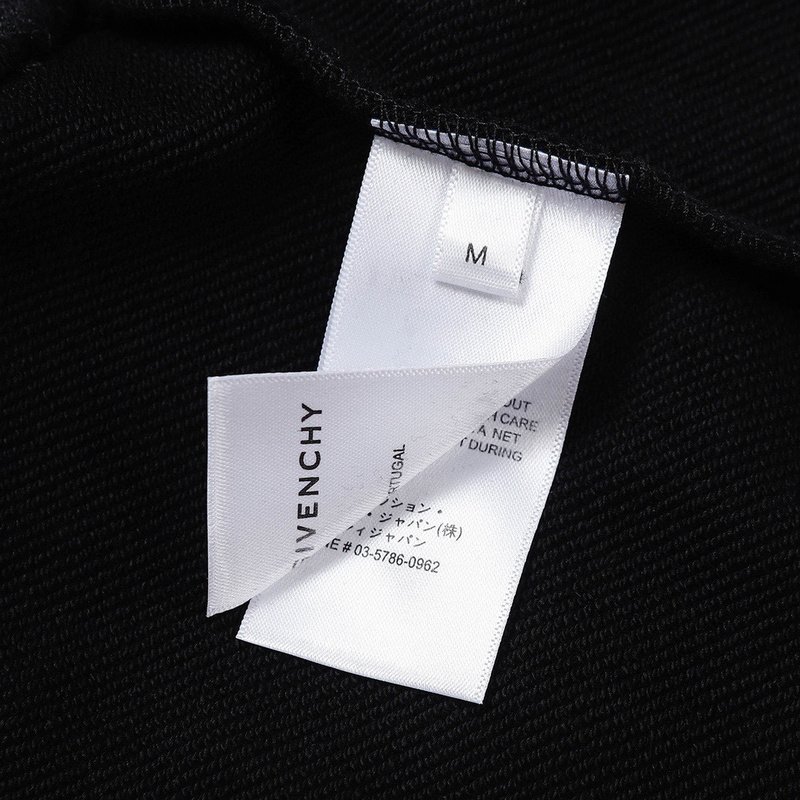 M
OUT
CARE
A NET
DURING
GIVENCHY
RTUGAL
ッション・
・ジャパン(株)
ィジャパン
E # 03-5786-0962